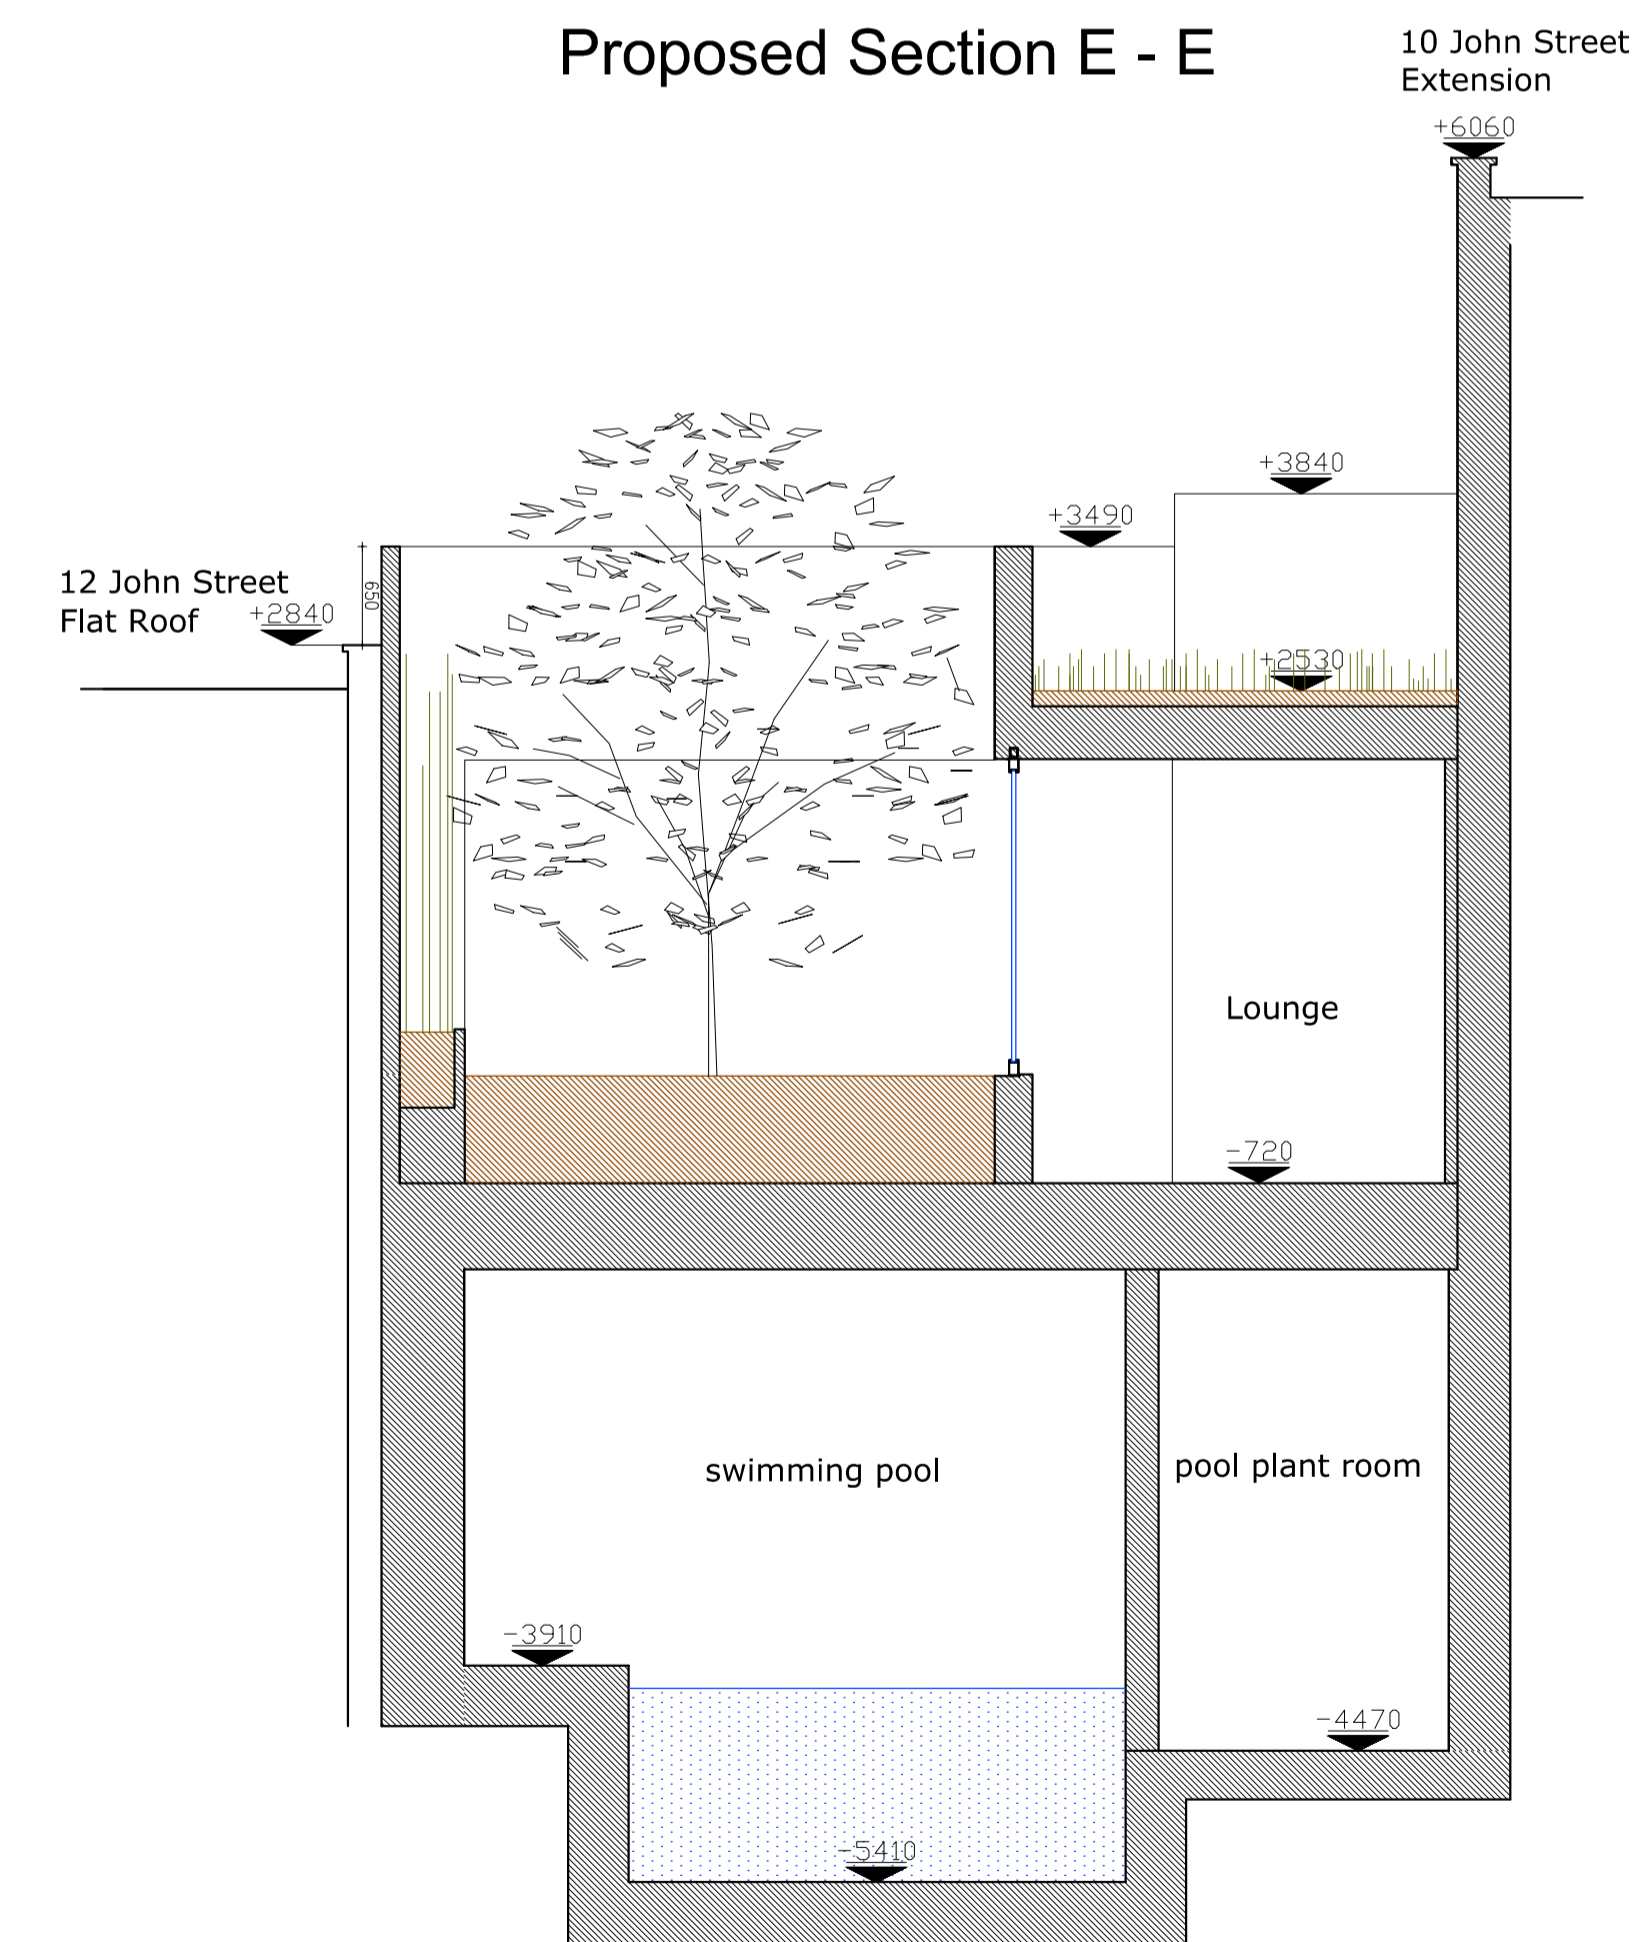 Proposed Section E - E
10 John Street
Extension
+6060
+3840
+3490
12 John Street
Flat Roof
+2840
650
+2530
Lounge
-720
swimming pool
pool plant room
-3910
-4470
-5410